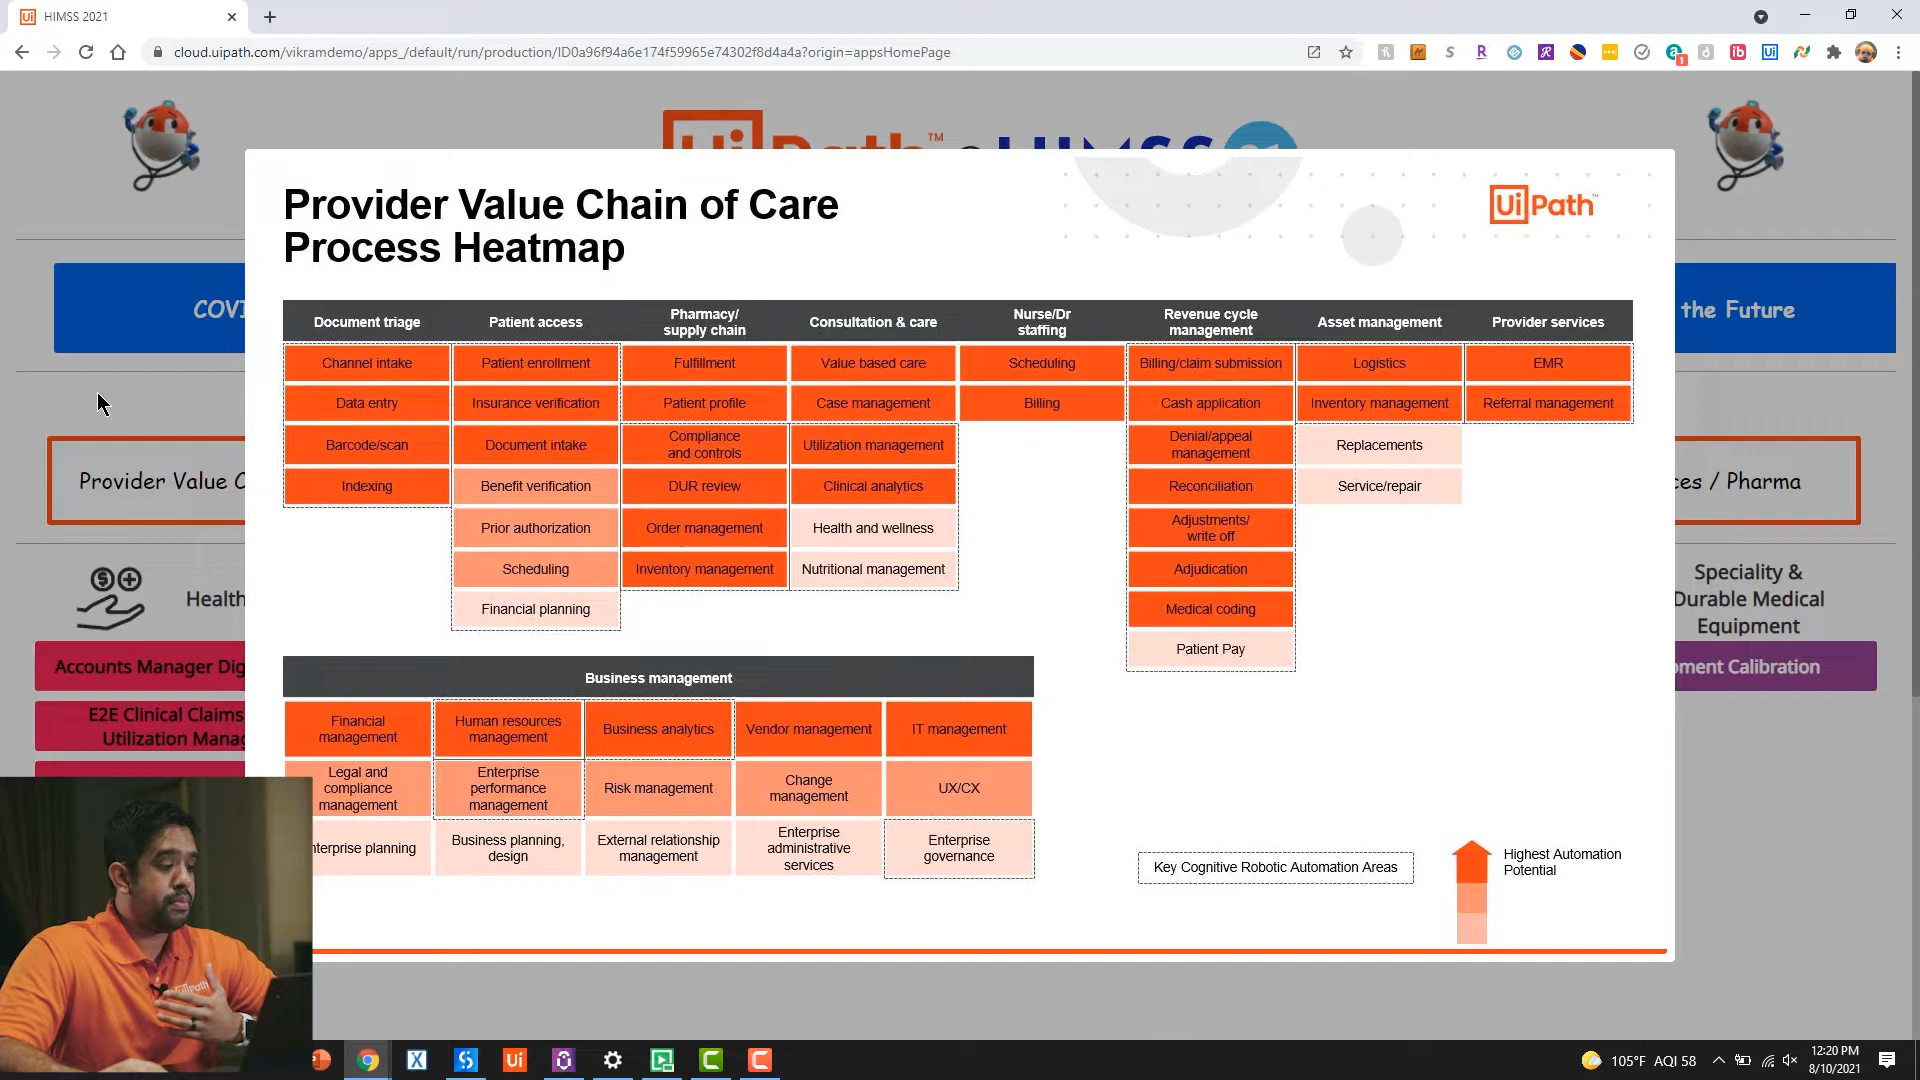 HIMSS 2021
cloud.uipath.com/vikramdemo/apps_/default/run/production/ID0a96f94a6e174f59965e74302f8d4a4a?origin=appsHomePage
Provider Value Chain of Care
Process Heatmap
UiPath™
Document triage
Patient access
Pharmacy/
supply chain
Consultation & care
Nurse/Dr
staffing
Revenue cycle
management
Asset management
Provider services
Channel intake
Patient enrollment
Fulfillment
Value based care
Scheduling
Billing/claim submission
Logistics
EMR
Data entry
Insurance verification
Patient profile
Case management
Billing
Cash application
Inventory management
Referral management
Barcode/scan
Document intake
Compliance
and controls
Utilization management
Denial/appeal
management
Replacements
Indexing
Benefit verification
DUR review
Clinical analytics
Reconciliation
Service/repair
Prior authorization
Order management
Health and wellness
Adjustments/
write off
Scheduling
Inventory management
Nutritional management
Adjudication
Financial planning
Medical coding
Patient Pay
Business management
Financial
management
Human resources
management
Business analytics
Vendor management
IT management
Legal and
compliance
management
Enterprise
performance
management
Risk management
Change
management
UX/CX
nterprise planning
Business planning,
design
External relationship
management
Enterprise
administrative
services
Enterprise
governance
Key Cognitive Robotic Automation Areas
Highest Automation
Potential
COVI
the Future
Provider Value C
ces / Pharma
Health
Speciality &
Durable Medical
Equipment
Accounts Manager Dig
E2E Clinical Claims
Utilization Manag
ment Calibration
UiPath
105°F AQI 58
12:20 PM
8/10/2021